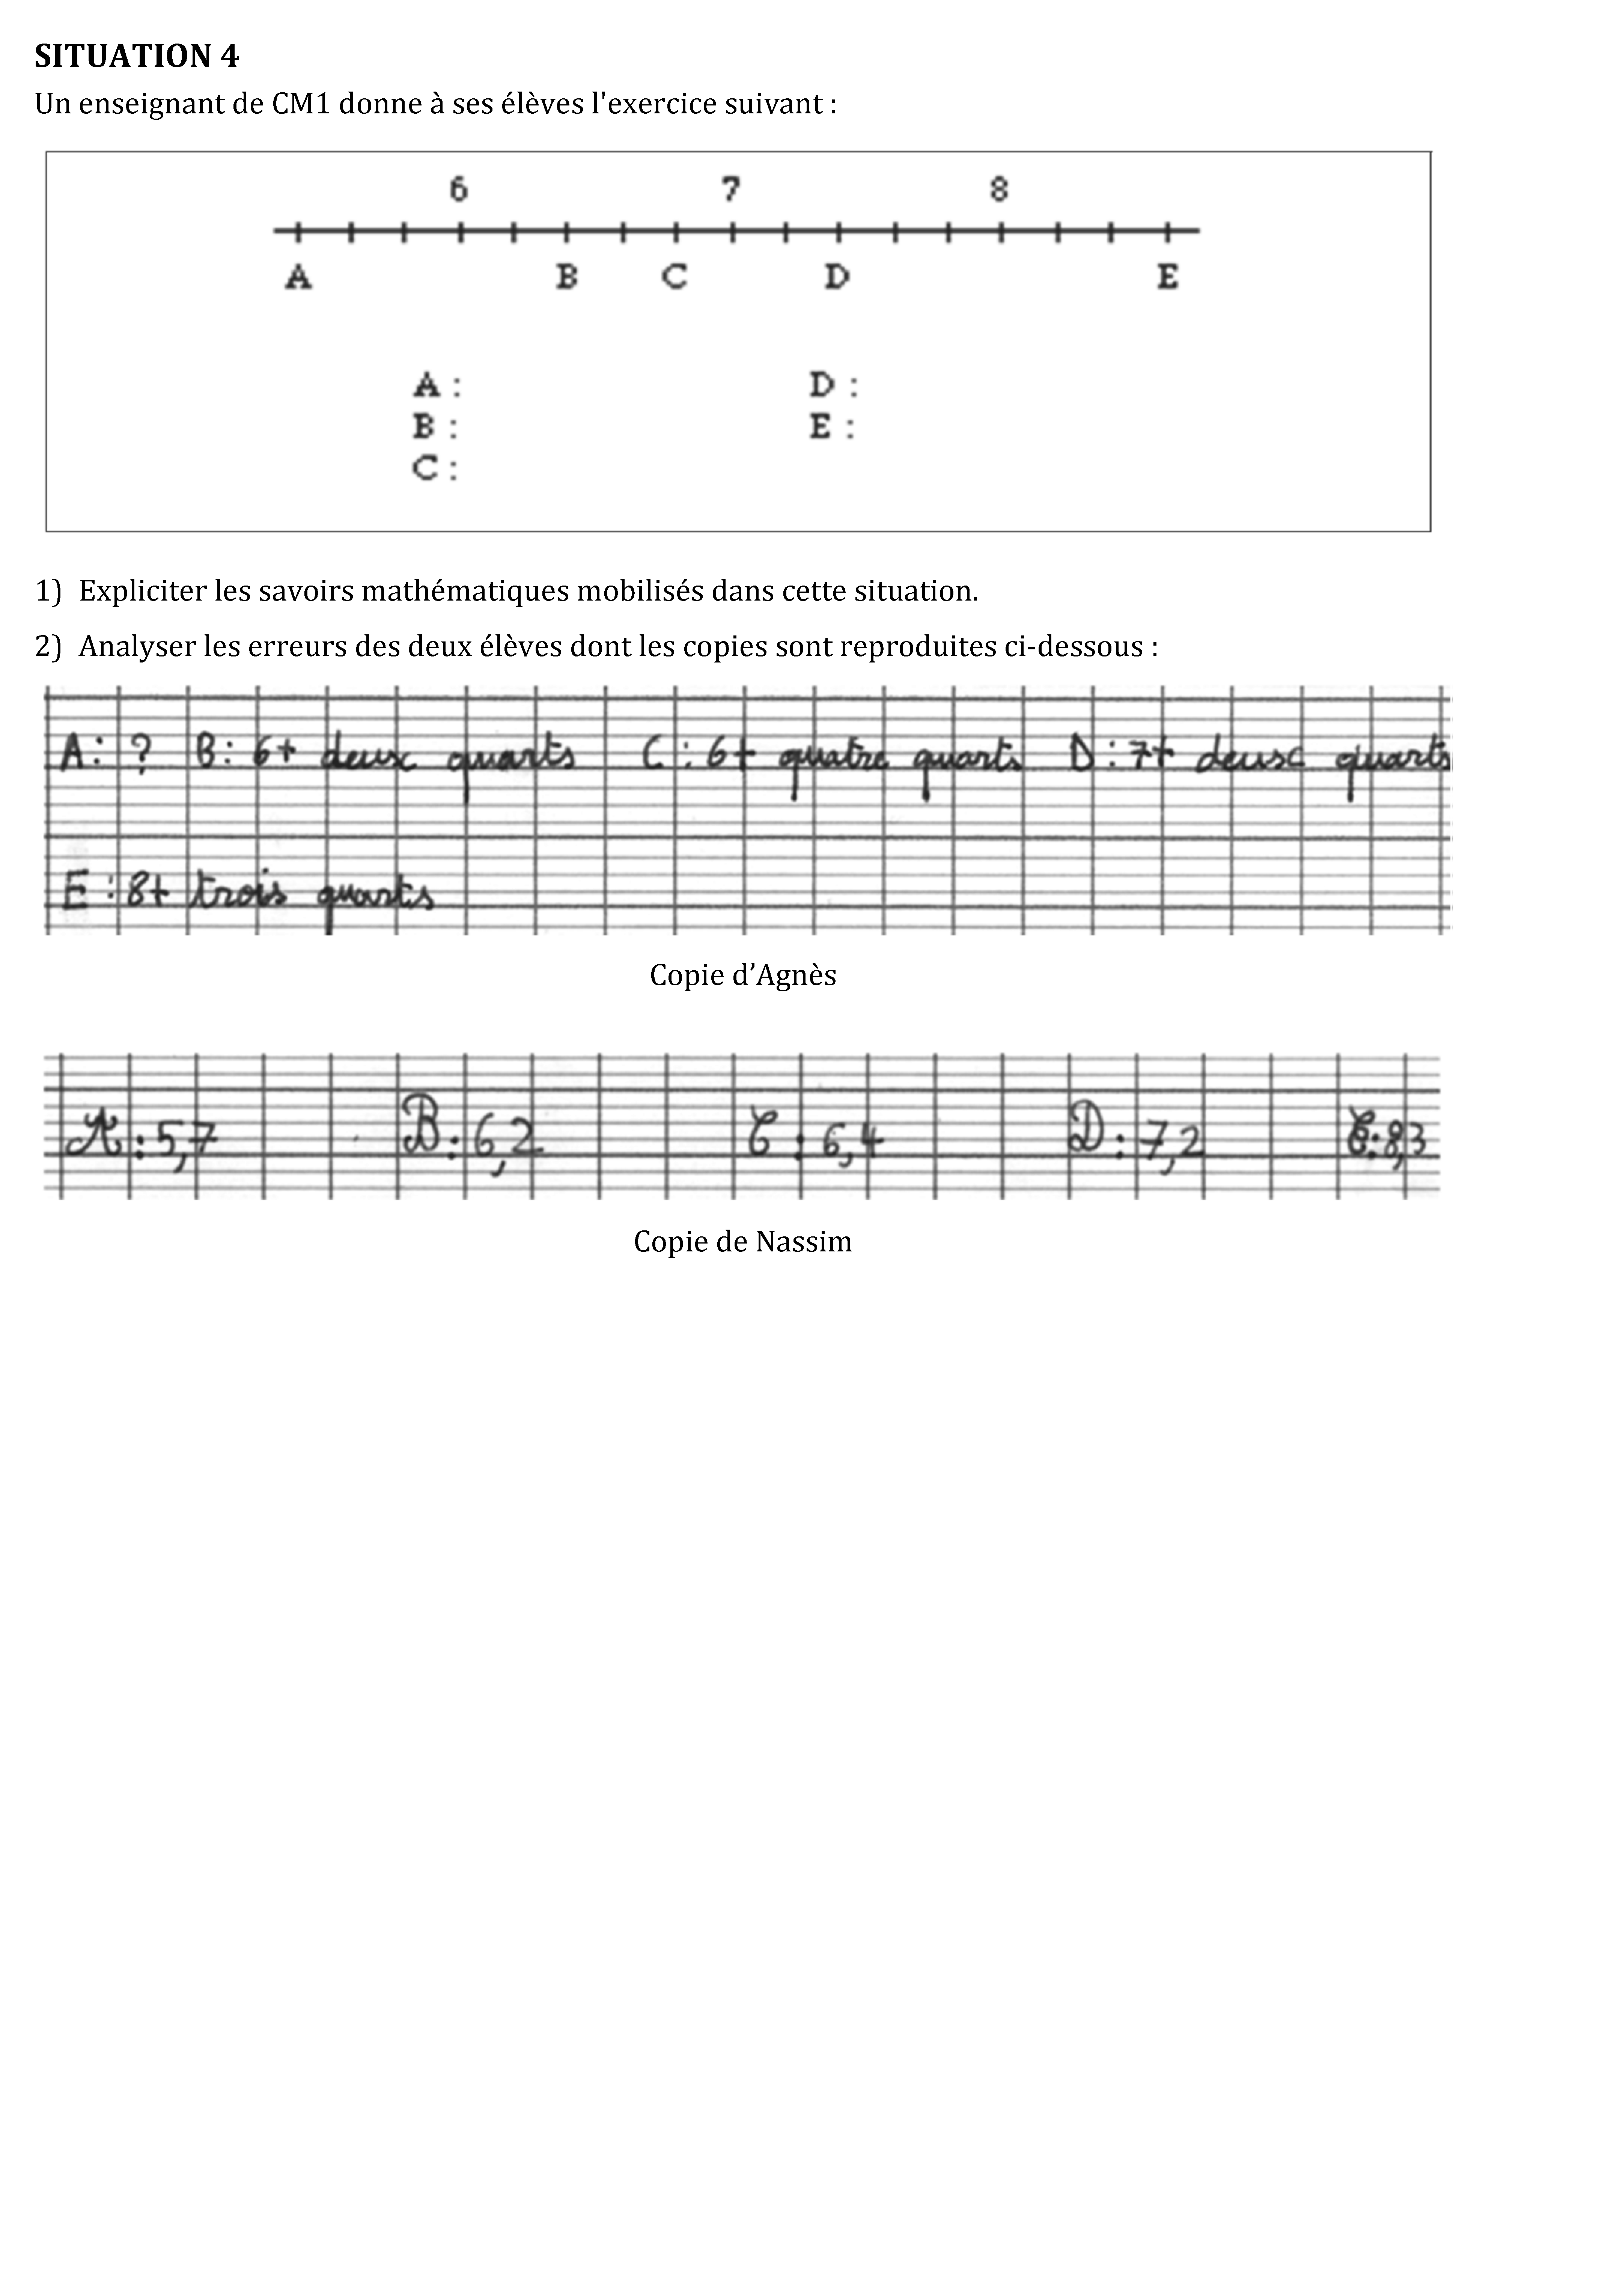 SITUATION 4
Un enseignant de CM1 donne à ses élèves l'exercice suivant :
6 7 8
A B C D E
A : D :
B : E :
C :
1) Expliciter les savoirs mathématiques mobilisés dans cette situation.
2) Analyser les erreurs des deux élèves dont les copies sont reproduites ci-dessous :
A : ? B : 6+ deux quarts C : 6+ quatre quarts D : 7+ deux quarts
E : 8+ trois quarts
Copie d’Agnès
A : 5,7 B : 6,2 C : 6,4 D : 7,2 E : 8,3
Copie de Nassim